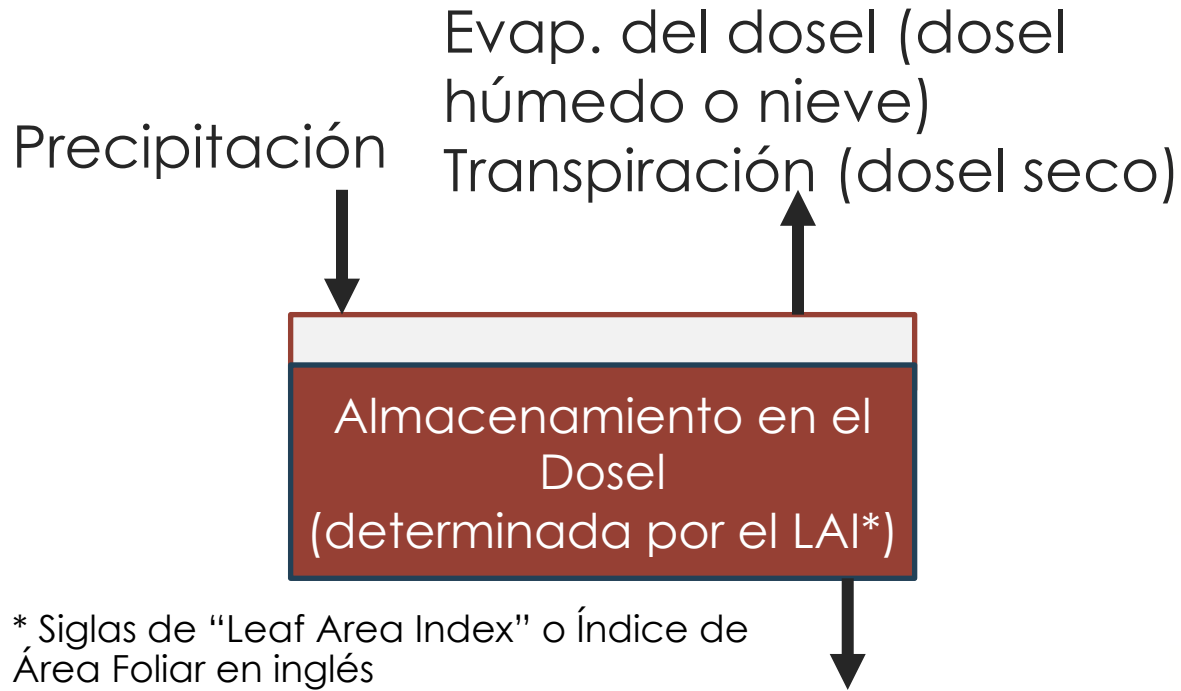 Evap. del dosel (dosel
húmedo o nieve)
Precipitación
Transpiración (dosel seco)
Almacenamiento en el
Dosel
(determinada por el LAI*)
* Siglas de “Leaf Area Index” o Índice de
Área Foliar en inglés